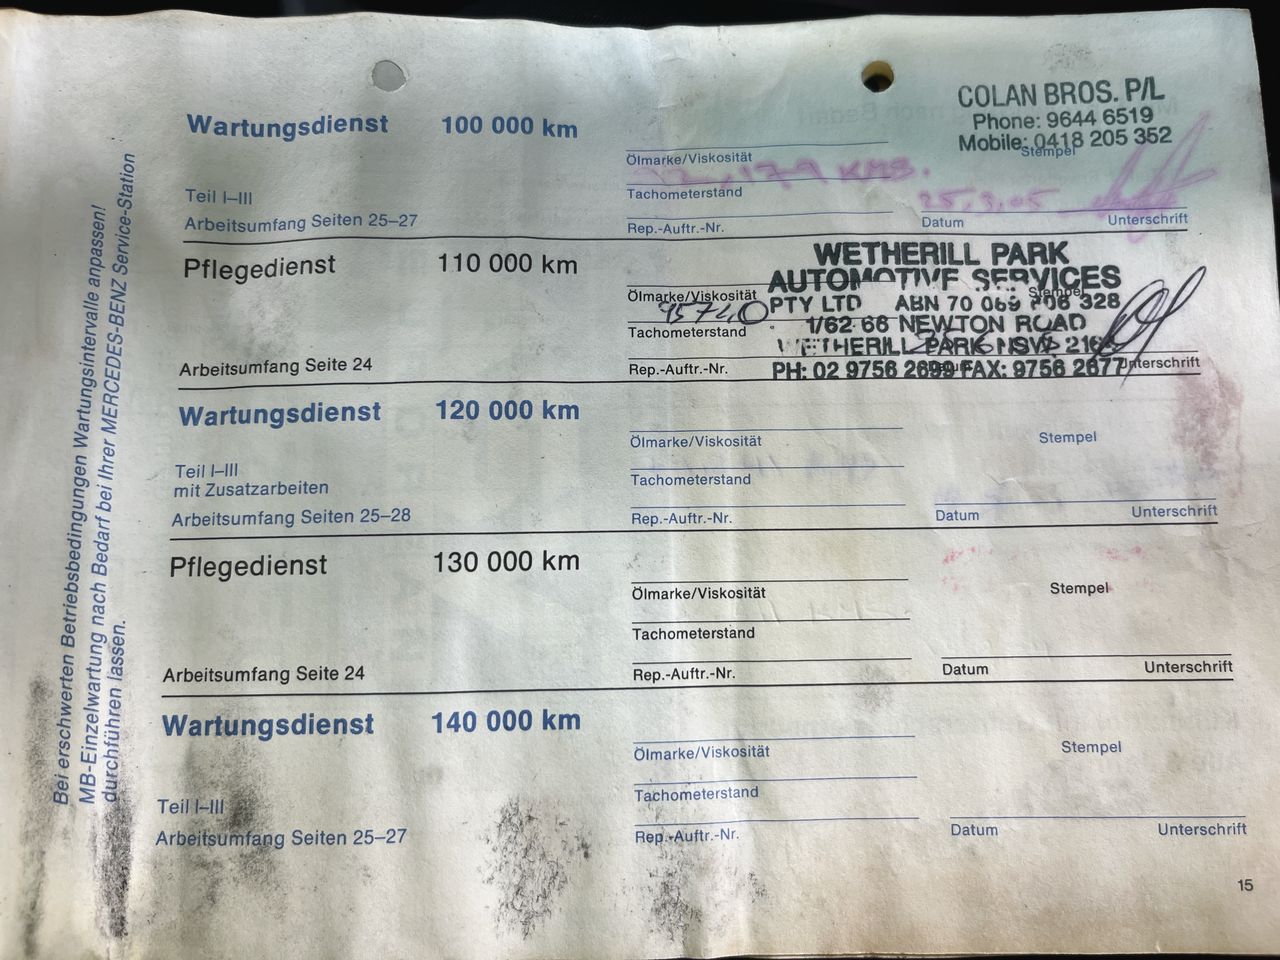 Bei erschwerten Betriebsbedingungen Wartungsintervalle anpassen!
MB-Einzelwartung nach Bedarf bei Ihrer MERCEDES-BENZ Service-Station
durchführen lassen.
Wartungsdienst 100 000 km
Teil I–III
Arbeitsumfang Seiten 25–27
Ölmarke/Viskosität
179 KMS.
Tachometerstand
Rep.-Auftr.-Nr.
COLAN BROS. P/L
Phone: 9644 6519
Mobile: 0418 205 352
Stempel
25.3.05
Datum Unterschrift
Pflegedienst 110 000 km
Arbeitsumfang Seite 24
Ölmarke/Viskosität
95740
Tachometerstand
Rep.-Auftr.-Nr.
WETHERILL PARK
AUTOMOTIVE SERVICES
Stempel
PTY LTD ABN 70 069 706 328
1/62-66 NEWTON ROAD
WETHERILL PARK NSW 2164
PH: 02 9756 2699 FAX: 9756 2677
Unterschrift
Wartungsdienst 120 000 km
Teil I–III
mit Zusatzarbeiten
Arbeitsumfang Seiten 25–28
Ölmarke/Viskosität
Tachometerstand
Rep.-Auftr.-Nr.
Stempel
Datum Unterschrift
Pflegedienst 130 000 km
Arbeitsumfang Seite 24
Ölmarke/Viskosität
Tachometerstand
Rep.-Auftr.-Nr.
Stempel
Datum Unterschrift
Wartungsdienst 140 000 km
Teil I–III
Arbeitsumfang Seiten 25–27
Ölmarke/Viskosität
Tachometerstand
Rep.-Auftr.-Nr.
Stempel
Datum Unterschrift
15